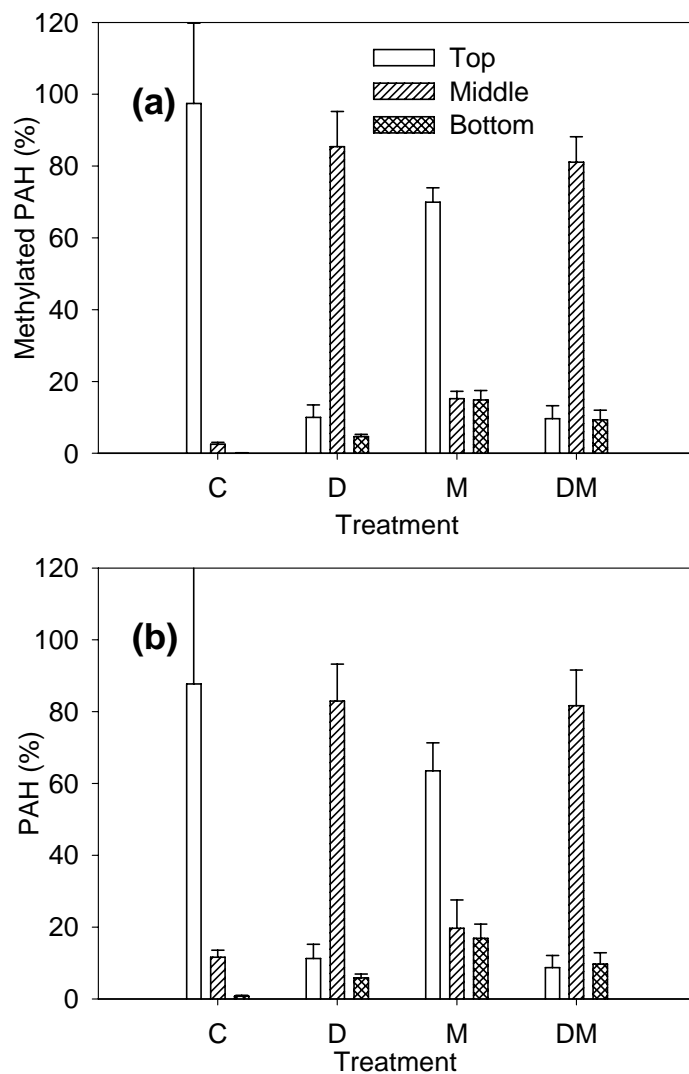 120
100
80
60
40
20
0
Methylated PAH (%)
(a)
Top
Middle
Bottom
C D M DM
Treatment
120
100
80
60
40
20
0
PAH (%)
(b)
C D M DM
Treatment